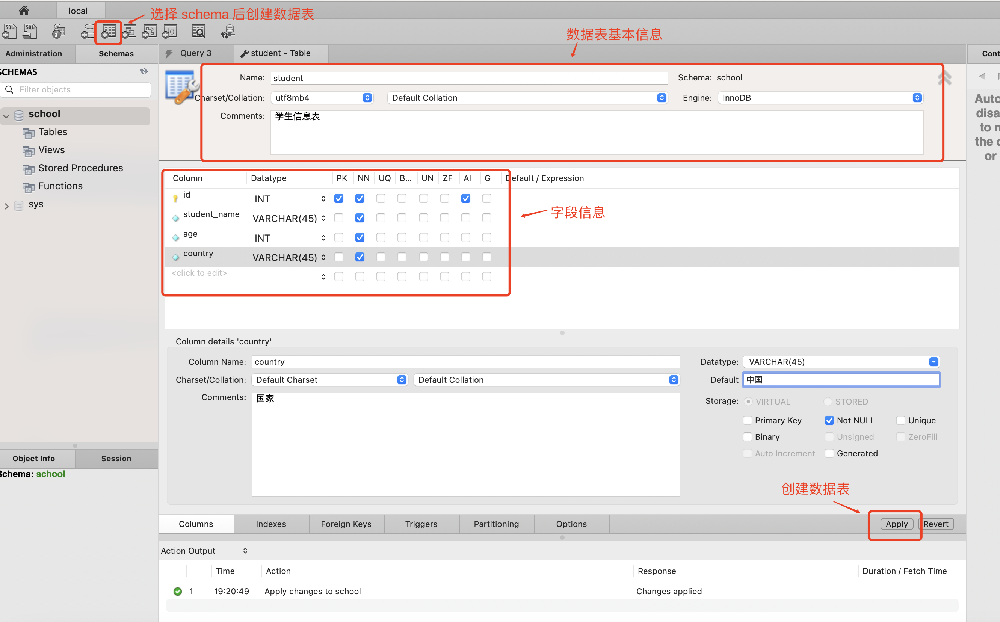 local
选择 schema 后创建数据表
数据表基本信息
Administration
Schemas
Query 3
student - Table
Cont
SCHEMAS
Filter objects
school
Tables
Views
Stored Procedures
Functions
sys
Name: student
Schema: school
Charset/Collation: utf8mb4 Default Collation
Engine: InnoDB
Comments: 学生信息表
Auto
disa
to
the
or
Column Datatype PK NN UQ B... UN ZF AI G Default / Expression
id INT
student_name VARCHAR(45)
age INT
country VARCHAR(45)
<click to edit>
字段信息
Column details 'country'
Column Name: country
Datatype: VARCHAR(45)
Charset/Collation: Default Charset Default Collation
Default 中国
Comments: 国家
Storage: VIRTUAL STORED
Primary Key Not NULL Unique
Binary Unsigned ZeroFill
Auto Increment Generated
Object Info
Session
Schema: school
创建数据表
Columns Indexes Foreign Keys Triggers Partitioning Options
Apply Revert
Action Output
Time Action Response Duration / Fetch Time
1 19:20:49 Apply changes to school Changes applied